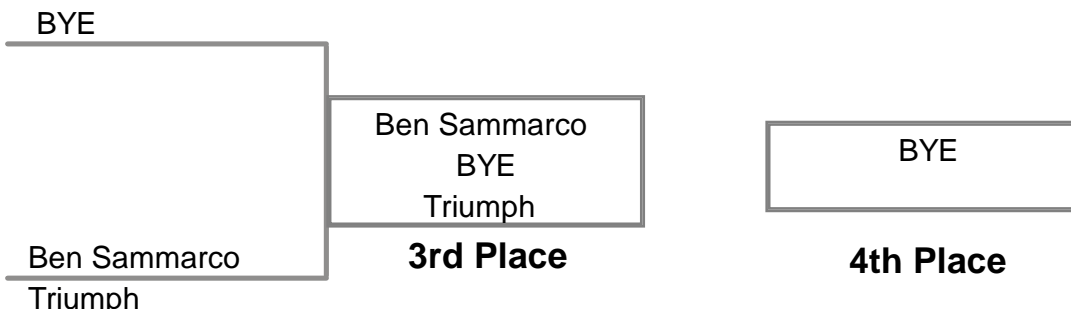 BYE
Ben Sammarco
BYE
Triumph
3rd Place
BYE
4th Place
Ben Sammarco
Triumph